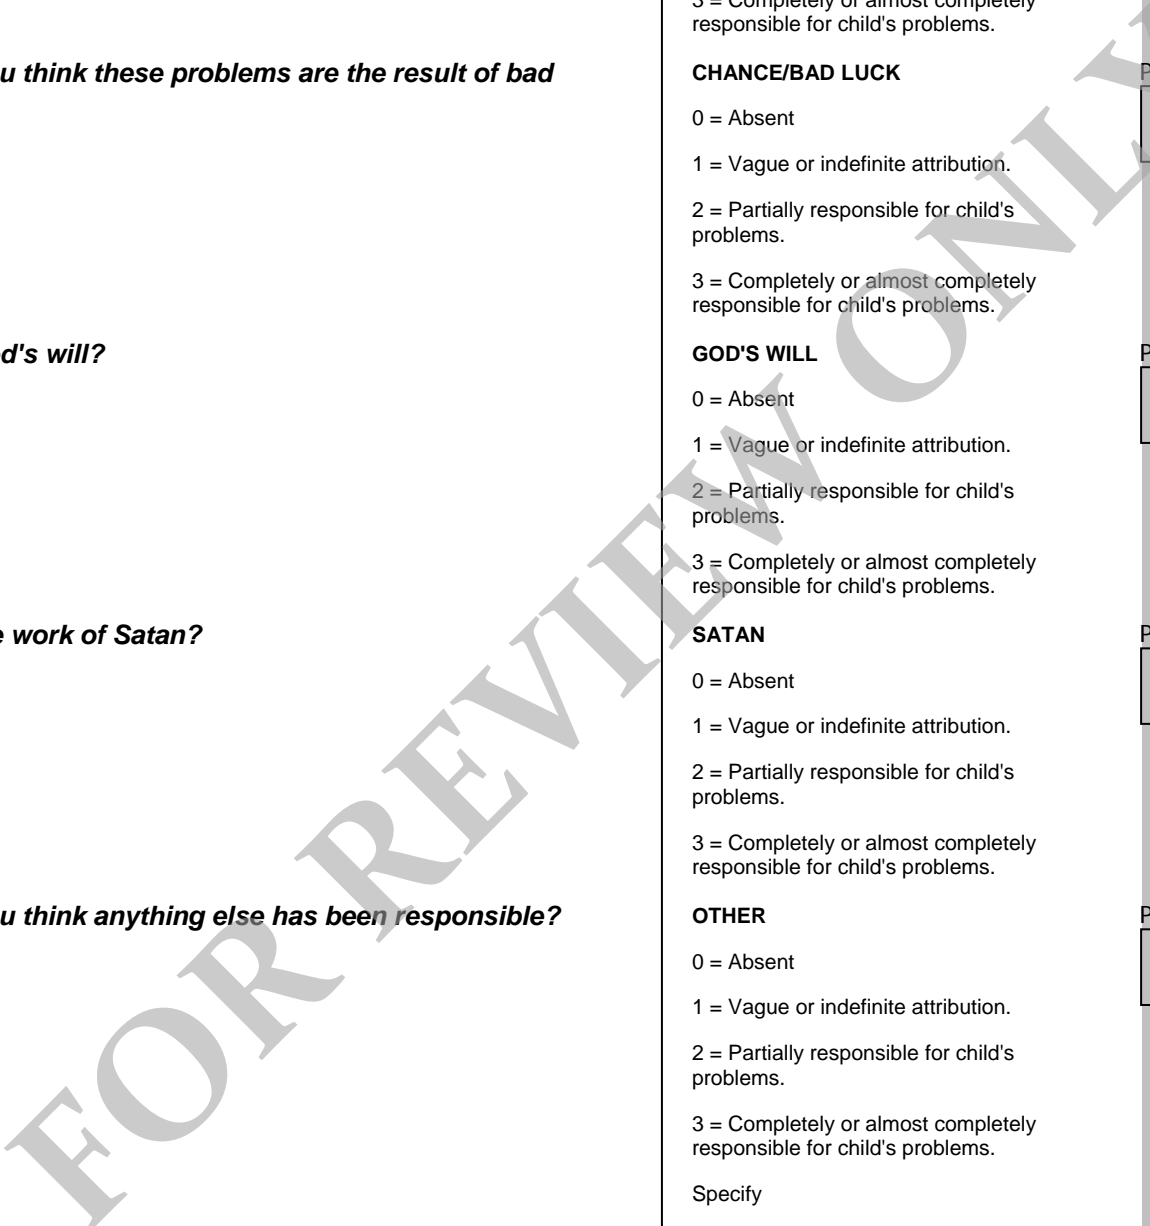 3 = Completely or almost completely
responsible for child's problems.
u think these problems are the result of bad
CHANCE/BAD LUCK
P
0 = Absent
1 = Vague or indefinite attribution.
2 = Partially responsible for child's
problems.
3 = Completely or almost completely
responsible for child's problems.
d's will?
GOD'S WILL
P
0 = Absent
1 = Vague or indefinite attribution.
2 = Partially responsible for child's
problems.
3 = Completely or almost completely
responsible for child's problems.
e work of Satan?
SATAN
P
0 = Absent
1 = Vague or indefinite attribution.
2 = Partially responsible for child's
problems.
3 = Completely or almost completely
responsible for child's problems.
u think anything else has been responsible?
OTHER
P
0 = Absent
1 = Vague or indefinite attribution.
2 = Partially responsible for child's
problems.
3 = Completely or almost completely
responsible for child's problems.
Specify
FOR REVIEW ONLY